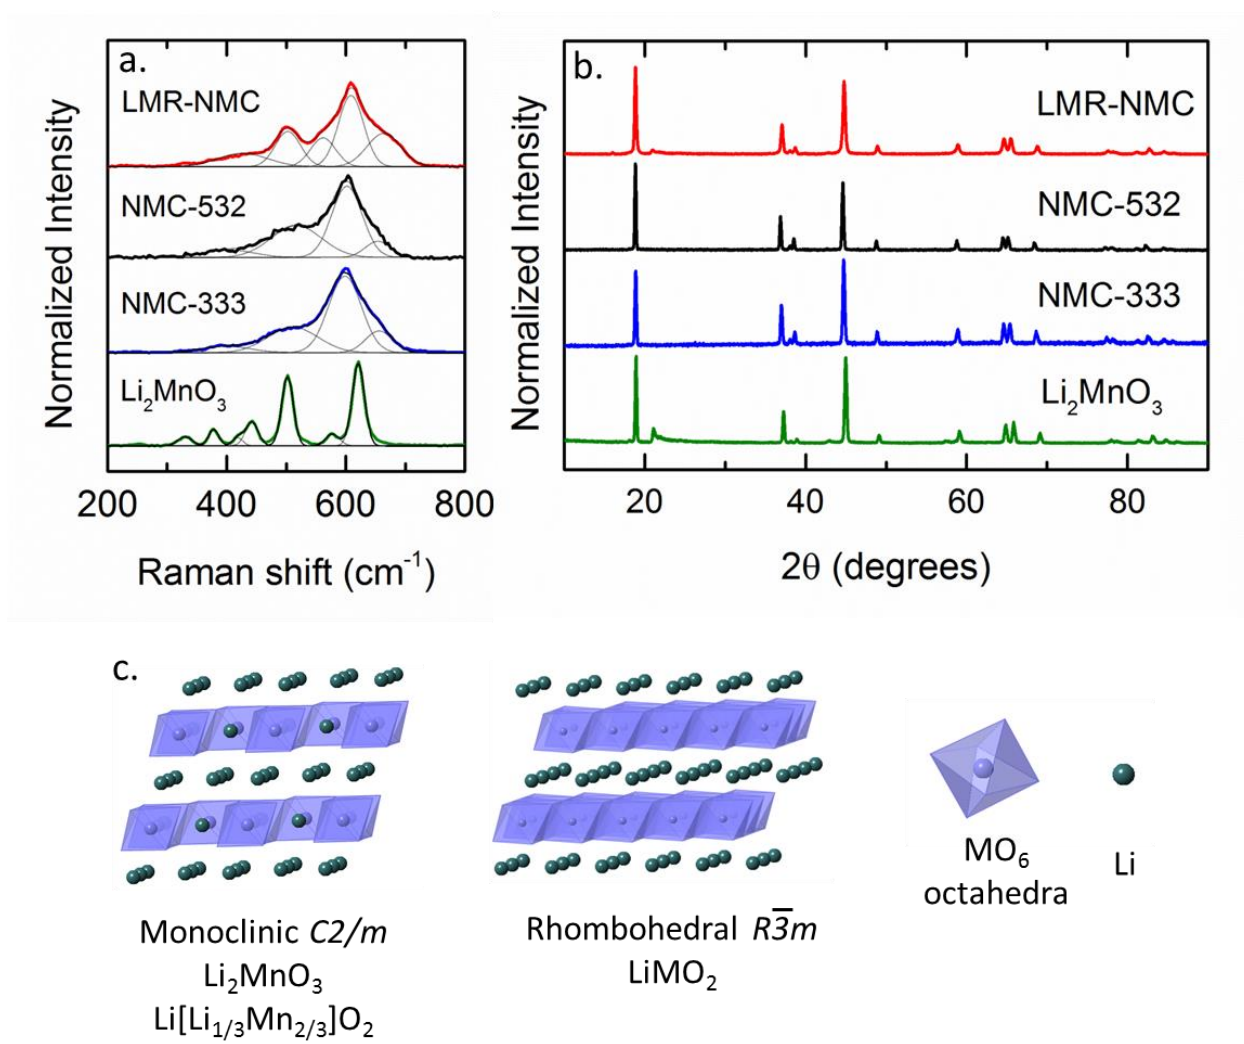 a.
LMR-NMC
NMC-532
NMC-333
Li₂MnO₃
Normalized Intensity
200 400 600 800
Raman shift (cm⁻¹)
b.
LMR-NMC
NMC-532
NMC-333
Li₂MnO₃
Normalized Intensity
20 40 60 80
2θ (degrees)
c.
Monoclinic C2/m
Li₂MnO₃
Li[Li₁/₃Mn₂/₃]O₂
Rhombohedral R3̅m
LiMO₂
MO₆
octahedra
Li